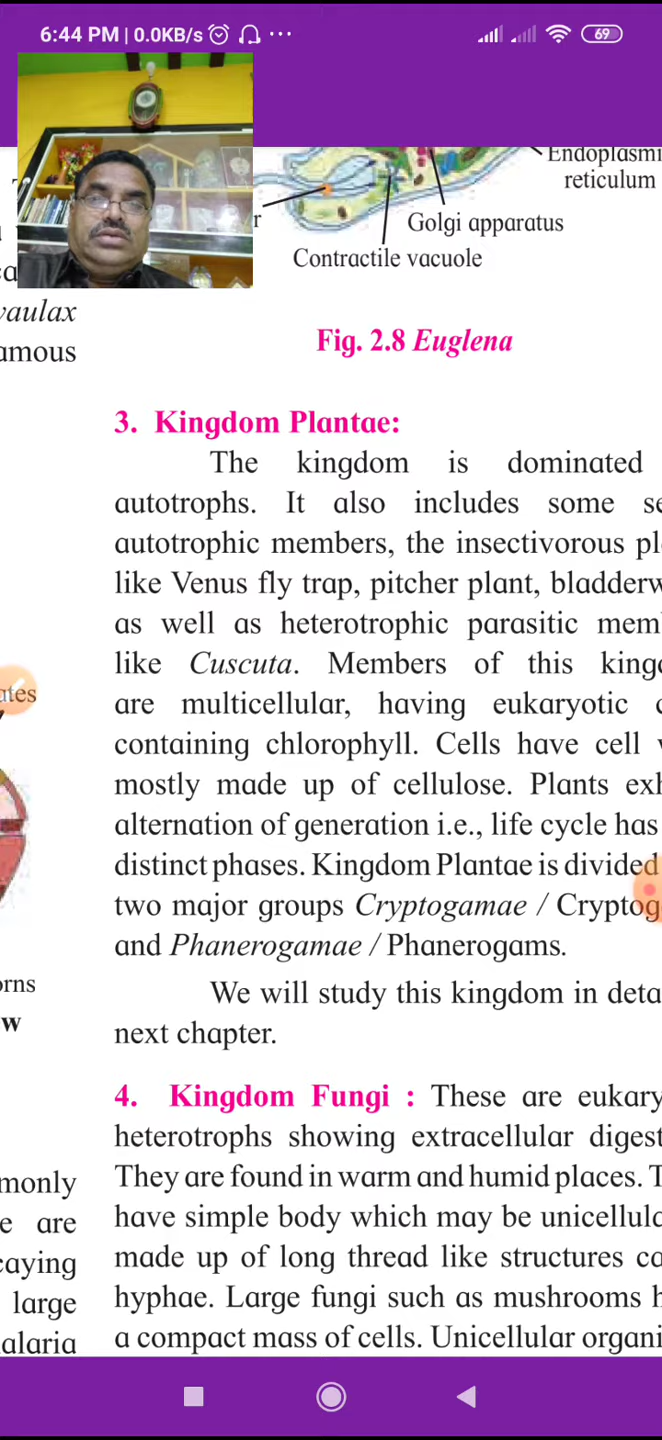 6:44 PM | 0.0KB/s
69
Endoplasmi
reticulum
Golgi apparatus
Contractile vacuole
vaulax
amous
Fig. 2.8 Euglena
3. Kingdom Plantae:
The kingdom is dominated
autotrophs. It also includes some se
autotrophic members, the insectivorous pl
like Venus fly trap, pitcher plant, bladderw
as well as heterotrophic parasitic mem
like Cuscuta. Members of this king
are multicellular, having eukaryotic c
containing chlorophyll. Cells have cell w
mostly made up of cellulose. Plants exh
alternation of generation i.e., life cycle has
distinct phases. Kingdom Plantae is divided
two major groups Cryptogamae / Cryptog
and Phanerogamae / Phanerogams.
We will study this kingdom in deta
next chapter.
4. Kingdom Fungi : These are eukary
heterotrophs showing extracellular digest
They are found in warm and humid places. T
have simple body which may be unicellula
made up of long thread like structures ca
hyphae. Large fungi such as mushrooms h
a compact mass of cells. Unicellular organi
ates
orns
w
monly
e are
caying
large
alaria